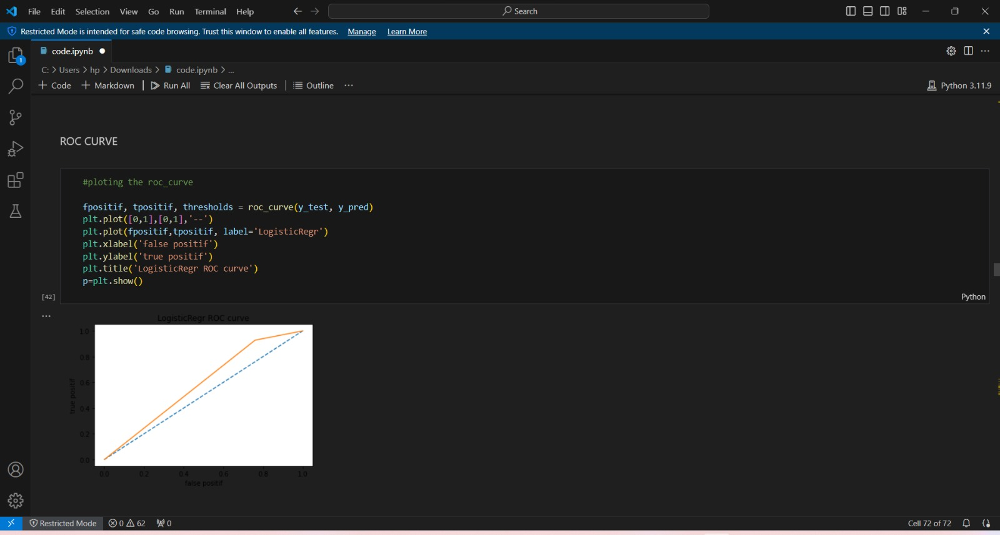 File Edit Selection View Go Run Terminal Help Search
Restricted Mode is intended for safe code browsing. Trust this window to enable all features. Manage Learn More
1
code.ipynb
C: > Users > hp > Downloads > code.ipynb > ...
+ Code + Markdown | Run All Clear All Outputs | Outline ... Python 3.11.9
ROC CURVE
#ploting the roc_curve
fpositif, tpositif, thresholds = roc_curve(y_test, y_pred)
plt.plot([0,1],[0,1],'--')
plt.plot(fpositif,tpositif, label='LogisticRegr')
plt.xlabel('false positif')
plt.ylabel('true positif')
plt.title('LogisticRegr ROC curve')
p=plt.show()
[42] Python
...
LogisticRegr ROC curve
1.0
0.8
0.6
0.4
0.2
0.0
true positif
0.0 0.2 0.4 0.6 0.8 1.0
false positif
Restricted Mode 0 62 0 Cell 72 of 72